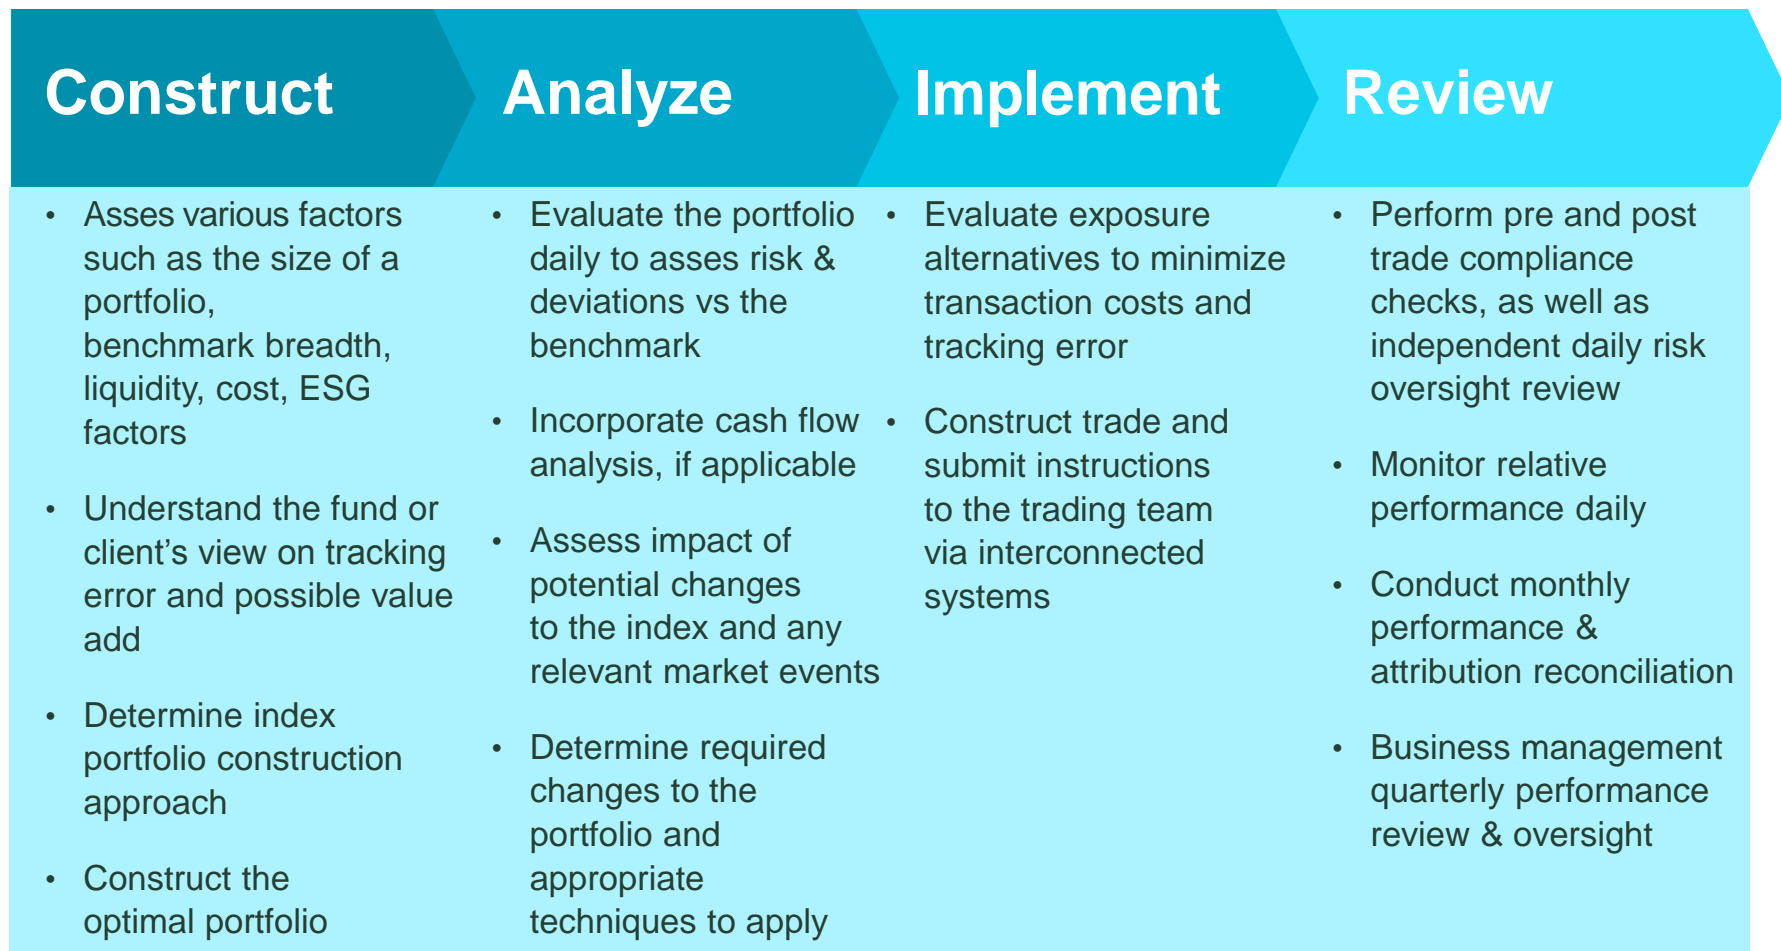 Construct
Analyze
Implement
Review
• Asses various factors
such as the size of a
portfolio,
benchmark breadth,
liquidity, cost, ESG
factors
• Understand the fund or
client’s view on tracking
error and possible value
add
• Determine index
portfolio construction
approach
• Construct the
optimal portfolio
• Evaluate the portfolio
daily to asses risk &
deviations vs the
benchmark
• Incorporate cash flow
analysis, if applicable
• Assess impact of
potential changes
to the index and any
relevant market events
• Determine required
changes to the
portfolio and
appropriate
techniques to apply
• Evaluate exposure
alternatives to minimize
transaction costs and
tracking error
• Construct trade and
submit instructions
to the trading team
via interconnected
systems
• Perform pre and post
trade compliance
checks, as well as
independent daily risk
oversight review
• Monitor relative
performance daily
• Conduct monthly
performance &
attribution reconciliation
• Business management
quarterly performance
review & oversight